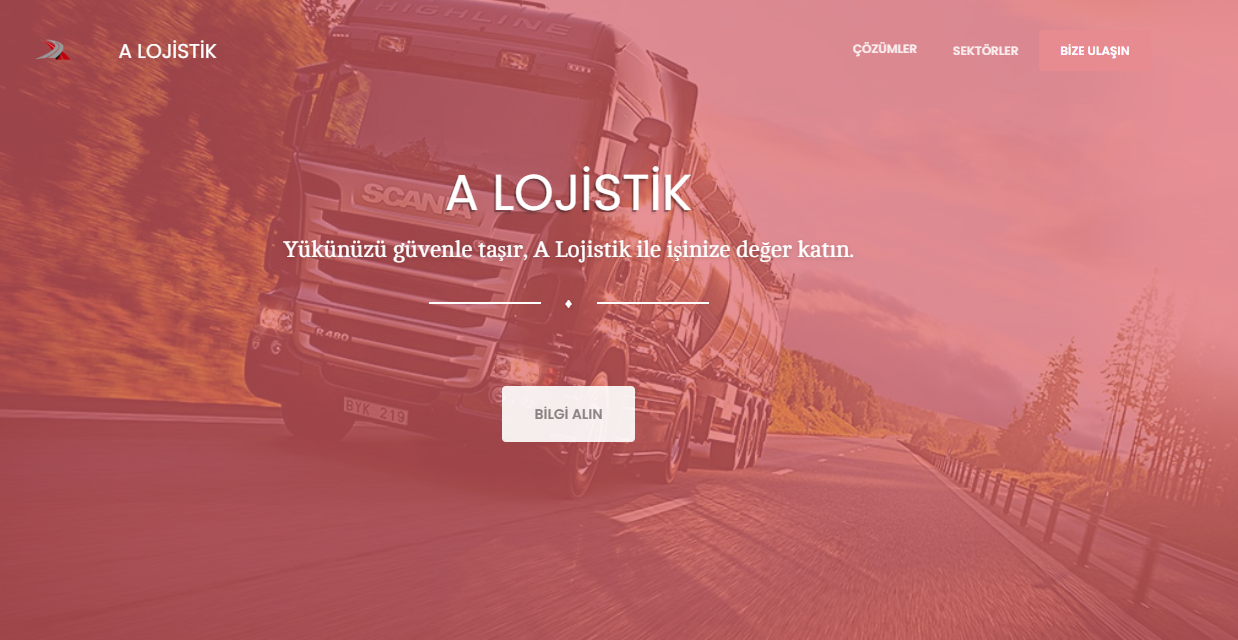 HIGHLINE
A LOJİSTİK
ÇÖZÜMLER
SEKTÖRLER
BİZE ULAŞIN
A LOJİSTİK
SCANIA
Yükünüzü güvenle taşır, A Lojistik ile işinize değer katın.
R 480
BYK 219
BİLGİ ALIN